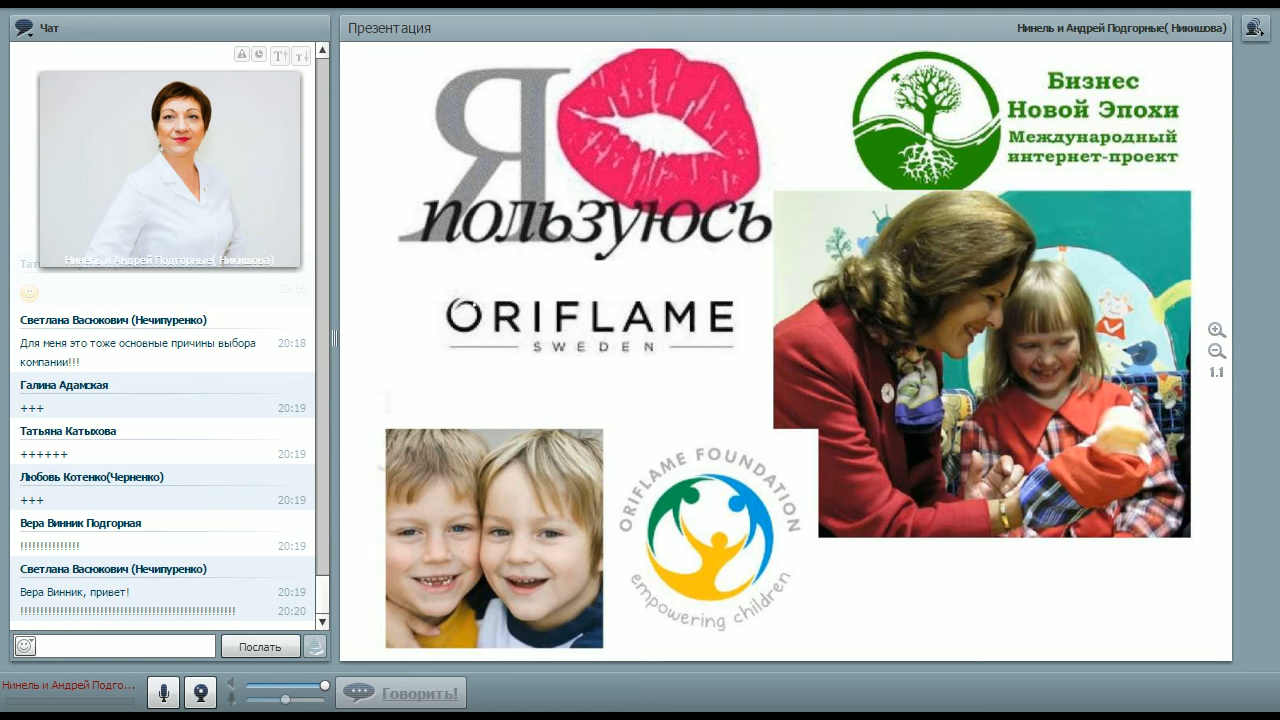 Чат
Тат
Нинель и Андрей Подгорные( Никишова)
20:16
Светлана Васюкович (Нечипуренко)
Для меня это тоже основные причины выбора 20:18
компании!!!
Галина Адамская
+++ 20:19
Татьяна Катыхова
++++++ 20:19
Любовь Котенко(Черненко)
+++ 20:19
Вера Винник Подгорная
!!!!!!!!!!!!!!! 20:19
Светлана Васюкович (Нечипуренко)
Вера Винник, привет! 20:19
!!!!!!!!!!!!!!!!!!!!!!!!!!!!!!!!!!!!!!!!!!!!!!!!!!!!!! 20:20
Послать
Презентация
Нинель и Андрей Подгорные( Никишова)
Я
пользуюсь
ORIFLAME
SWEDEN
Бизнес
Новой Эпохи
Международный
интернет-проект
ORIFLAME FOUNDATION
empowering children
1.1
Нинель и Андрей Подго...
Говорить!